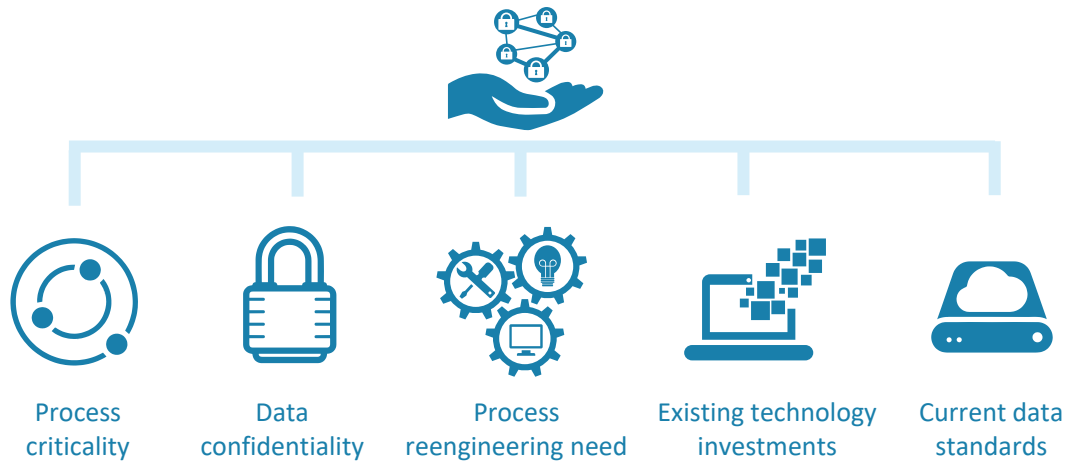 Process
criticality
Data
confidentiality
Process
reengineering need
Existing technology
investments
Current data
standards